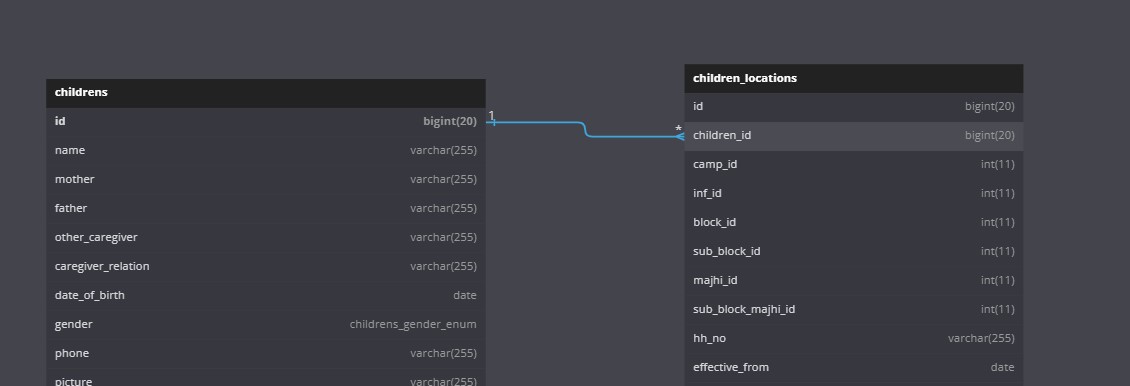 childrens
id bigint(20)
name varchar(255)
mother varchar(255)
father varchar(255)
other_caregiver varchar(255)
caregiver_relation varchar(255)
date_of_birth date
gender childrens_gender_enum
phone varchar(255)
picture varchar(255)
1
*
children_locations
id bigint(20)
children_id bigint(20)
camp_id int(11)
inf_id int(11)
block_id int(11)
sub_block_id int(11)
majhi_id int(11)
sub_block_majhi_id int(11)
hh_no varchar(255)
effective_from date